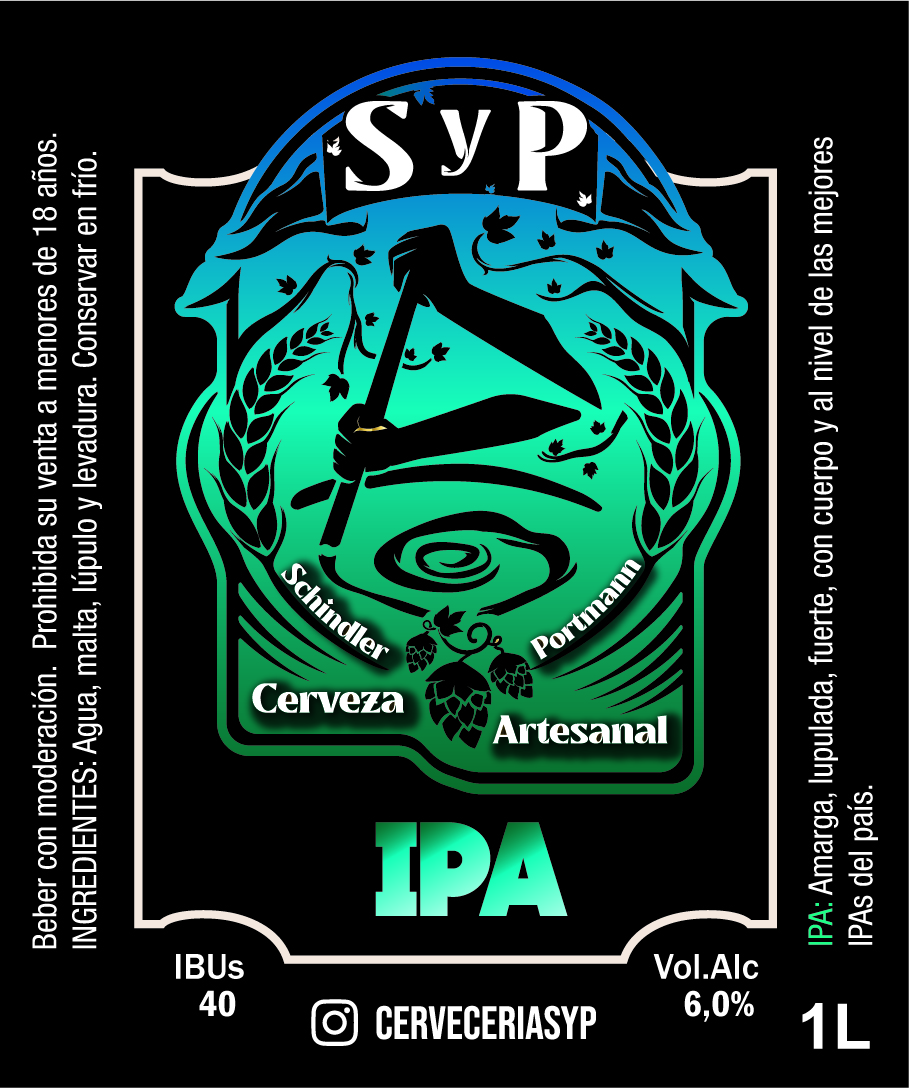 SyP
Schindler
Portmann
Cerveza
Artesanal
IPA
IBUs
40
Vol.Alc
6,0%
CERVECERIASYP
1L
Beber con moderación.  Prohibida su venta a menores de 18 años.
INGREDIENTES: Agua, malta, lúpulo y levadura. Conservar en frío.
IPA: Amarga, lupulada, fuerte, con cuerpo y al nivel de las mejores
IPAs del país.